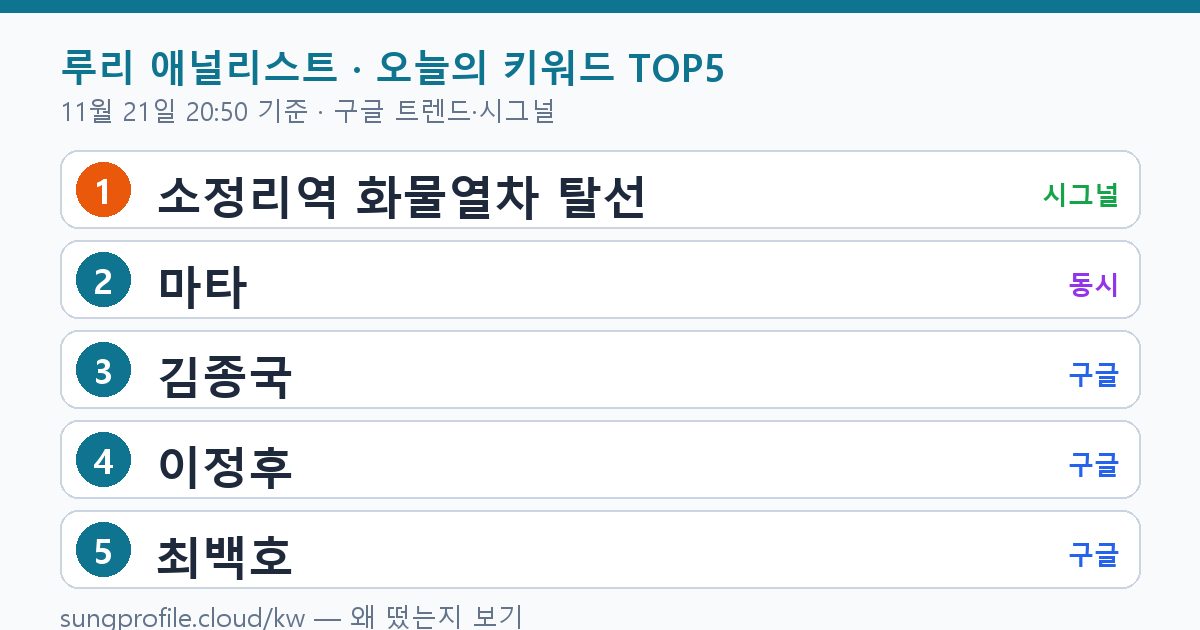 루리 애널리스트 · 오늘의 키워드 TOP5
11월 21일 20:50 기준 · 구글 트렌드·시그널
1 소정리역 화물열차 탈선 시그널
2 마타 동시
3 김종국 구글
4 이정후 구글
5 최백호 구글
sungprofile.cloud/kw — 왜 떴는지 보기